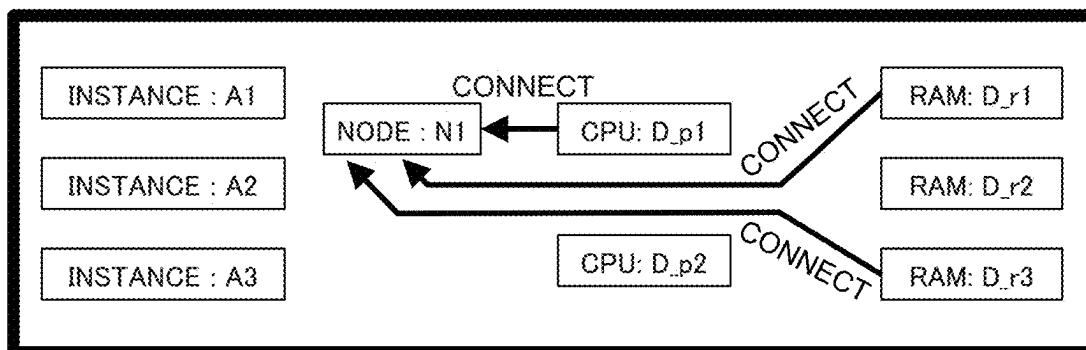 INSTANCE : A1
INSTANCE : A2
INSTANCE : A3
NODE : N1
CONNECT
CPU: D_p1
CPU: D_p2
CONNECT
CONNECT
RAM: D_r1
RAM: D_r2
RAM: D_r3